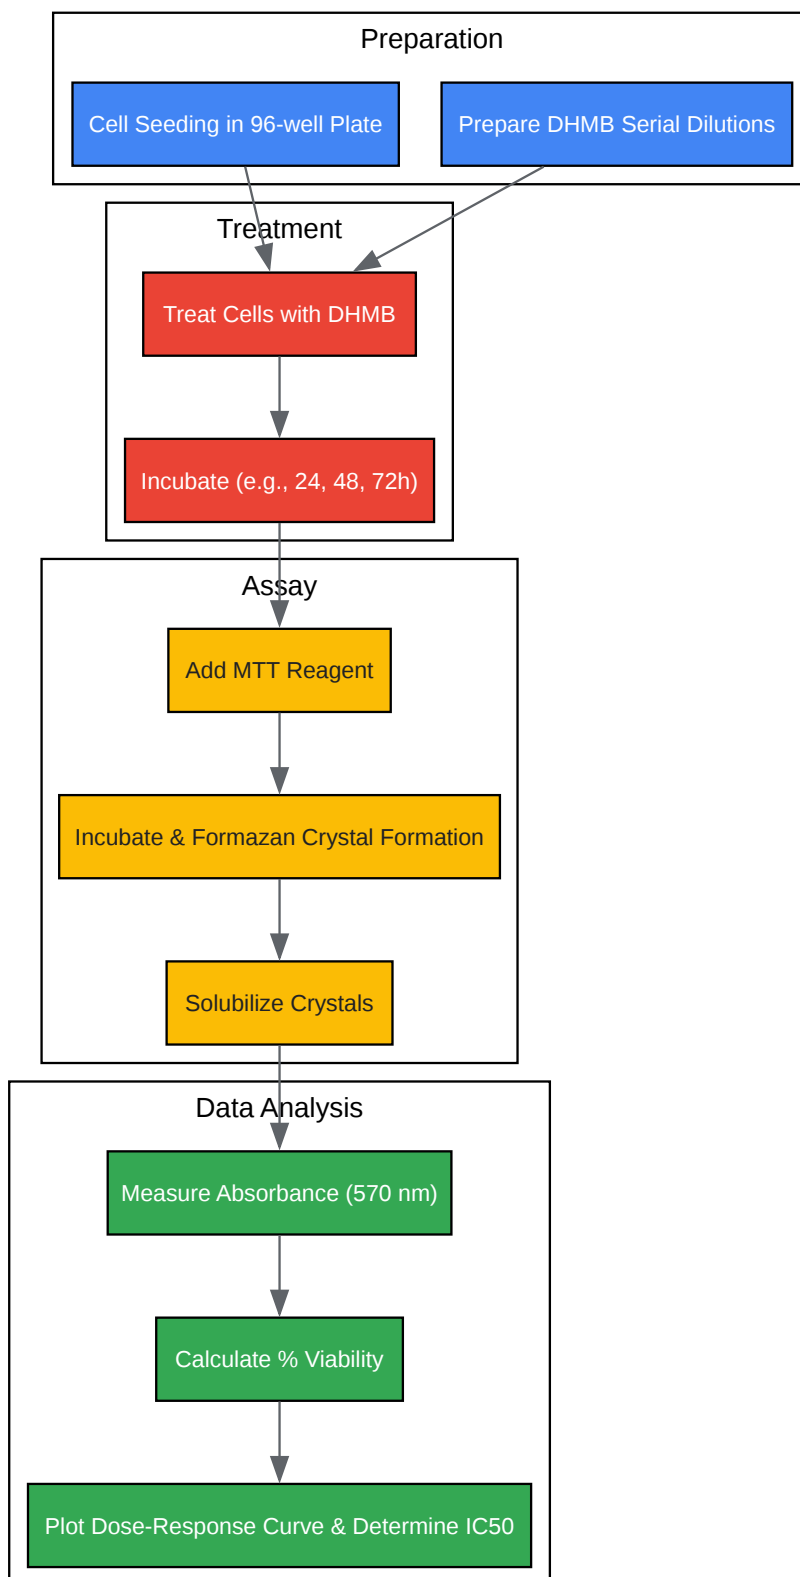 Preparation
Cell Seeding in 96-well Plate
Prepare DHMB Serial Dilutions
Treatment
Treat Cells with DHMB
Incubate (e.g., 24, 48, 72h)
Assay
Add MTT Reagent
Incubate & Formazan Crystal Formation
Solubilize Crystals
Data Analysis
Measure Absorbance (570 nm)
Calculate % Viability
Plot Dose-Response Curve & Determine IC50